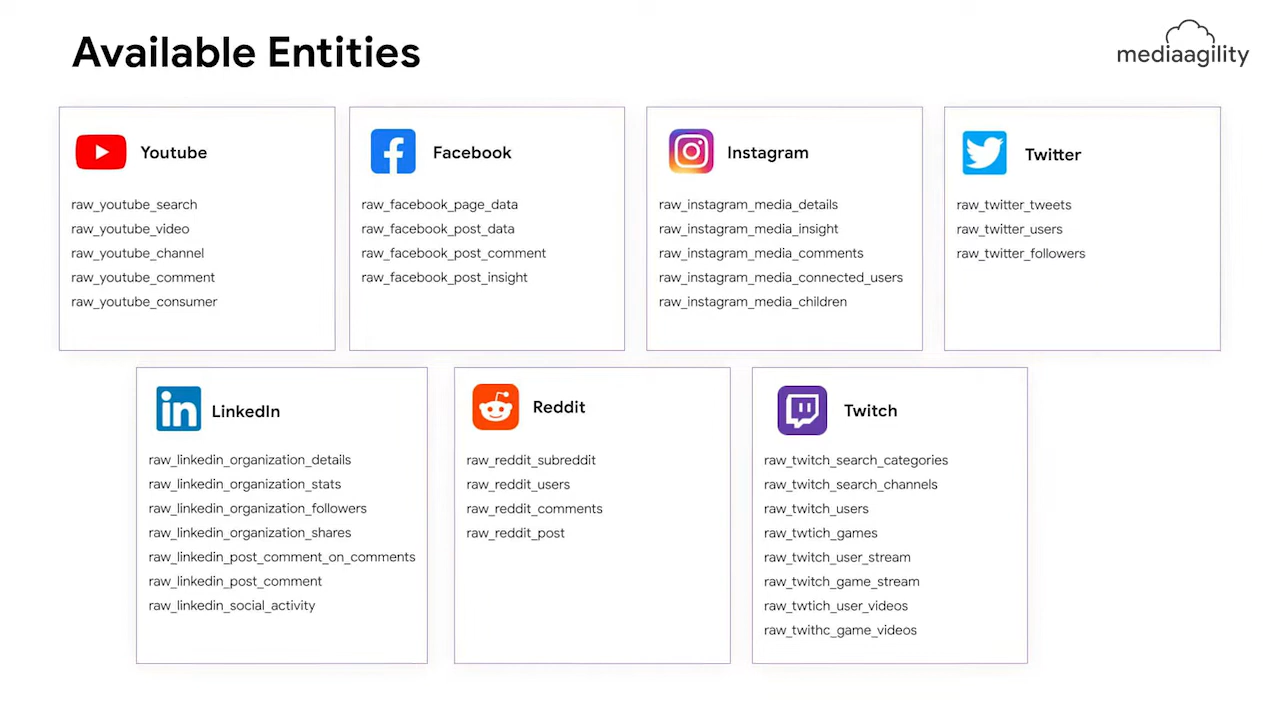 Available Entities
mediaagility
Youtube
raw_youtube_search
raw_youtube_video
raw_youtube_channel
raw_youtube_comment
raw_youtube_consumer
Facebook
raw_facebook_page_data
raw_facebook_post_data
raw_facebook_post_comment
raw_facebook_post_insight
Instagram
raw_instagram_media_details
raw_instagram_media_insight
raw_instagram_media_comments
raw_instagram_media_connected_users
raw_instagram_media_children
Twitter
raw_twitter_tweets
raw_twitter_users
raw_twitter_followers
in
LinkedIn
raw_linkedin_organization_details
raw_linkedin_organization_stats
raw_linkedin_organization_followers
raw_linkedin_organization_shares
raw_linkedin_post_comment_on_comments
raw_linkedin_post_comment
raw_linkedin_social_activity
Reddit
raw_reddit_subreddit
raw_reddit_users
raw_reddit_comments
raw_reddit_post
Twitch
raw_twitch_search_categories
raw_twitch_search_channels
raw_twitch_users
raw_twtich_games
raw_twitch_user_stream
raw_twitch_game_stream
raw_twtich_user_videos
raw_twithc_game_videos